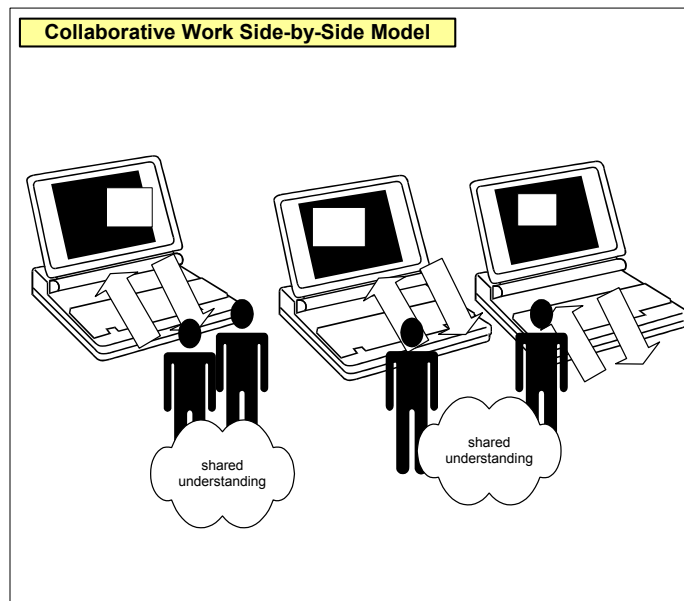 Collaborative Work Side-by-Side Model
shared
understanding
shared
understanding